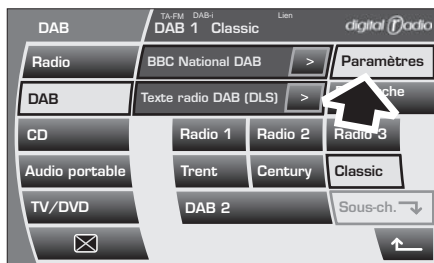 TA-FM DAB-i Lien
DAB DAB 1 Classic digital radio
Radio BBC National DAB > Paramètres
DAB Texte radio DAB (DLS) > che
CD Radio 1 Radio 2 Radio 3
Audio portable Trent Century Classic
TV/DVD DAB 2 Sous-ch.